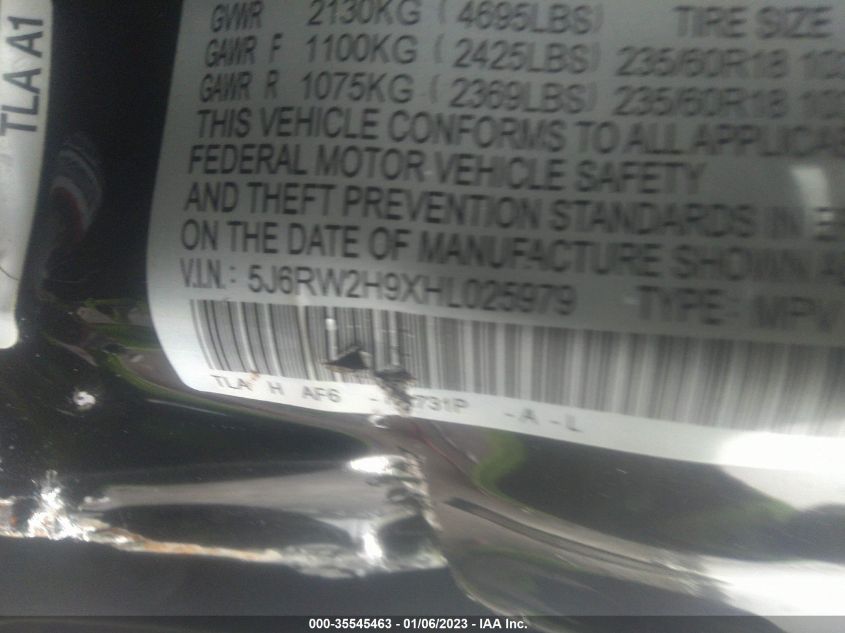 TLA A1
GVWR 2130KG ( 4695LBS) TIRE SIZE
GAWR F 1100KG ( 2425LBS) 235/60R18
GAWR R 1075KG ( 2369LBS) 235/60R18
THIS VEHICLE CONFORMS TO ALL APPLICA
FEDERAL MOTOR VEHICLE SAFETY
AND THEFT PREVENTION STANDARDS IN
ON THE DATE OF MANUFACTURE SHOWN
V.I.N.: 5J6RW2H9XHL025979 TYPE: MPV
TLA H AF6 - 731P - A - L
000-35545463 - 01/06/2023 - IAA Inc.